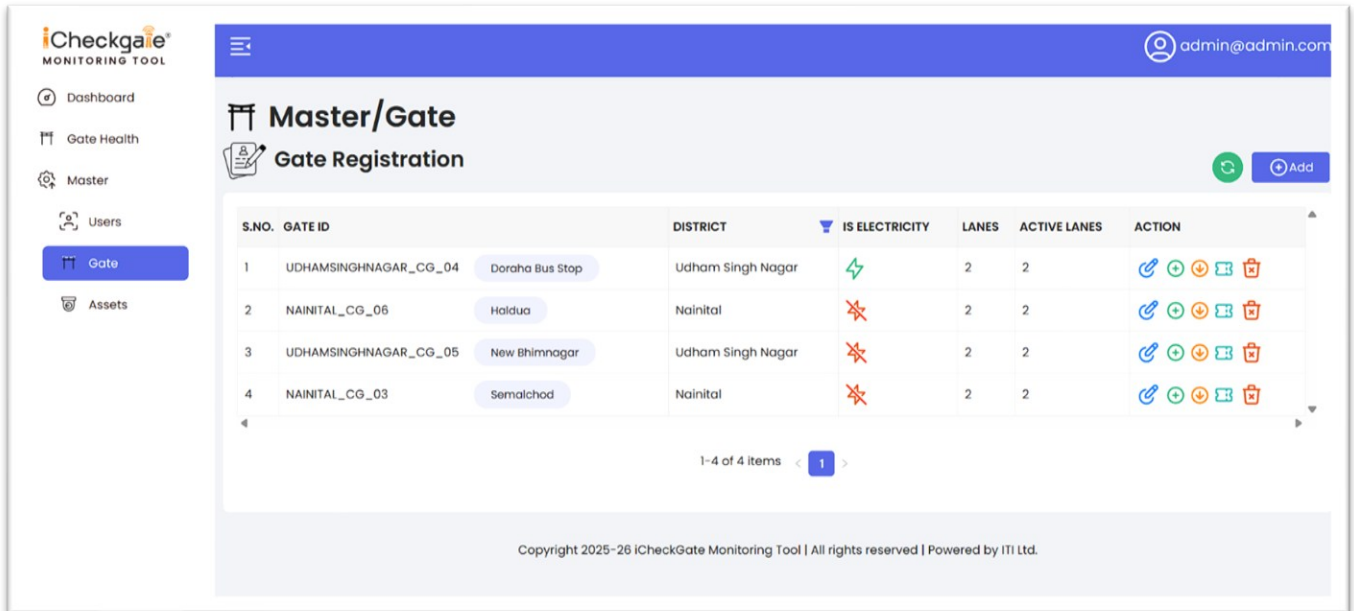 iCheckgate®
MONITORING TOOL
admin@admin.com
Dashboard
Gate Health
Master
Users
Gate
Assets
Master/Gate
Gate Registration
Add
S.NO. GATE ID DISTRICT IS ELECTRICITY LANES ACTIVE LANES ACTION
1 UDHAMSINGHNAGAR_CG_04 Doraha Bus Stop Udham Singh Nagar 2 2
2 NAINITAL_CG_06 Haldua Nainital 2 2
3 UDHAMSINGHNAGAR_CG_05 New Bhimnagar Udham Singh Nagar 2 2
4 NAINITAL_CG_03 Semalchod Nainital 2 2
1-4 of 4 items < 1 >
Copyright 2025-26 iCheckGate Monitoring Tool | All rights reserved | Powered by ITI Ltd.